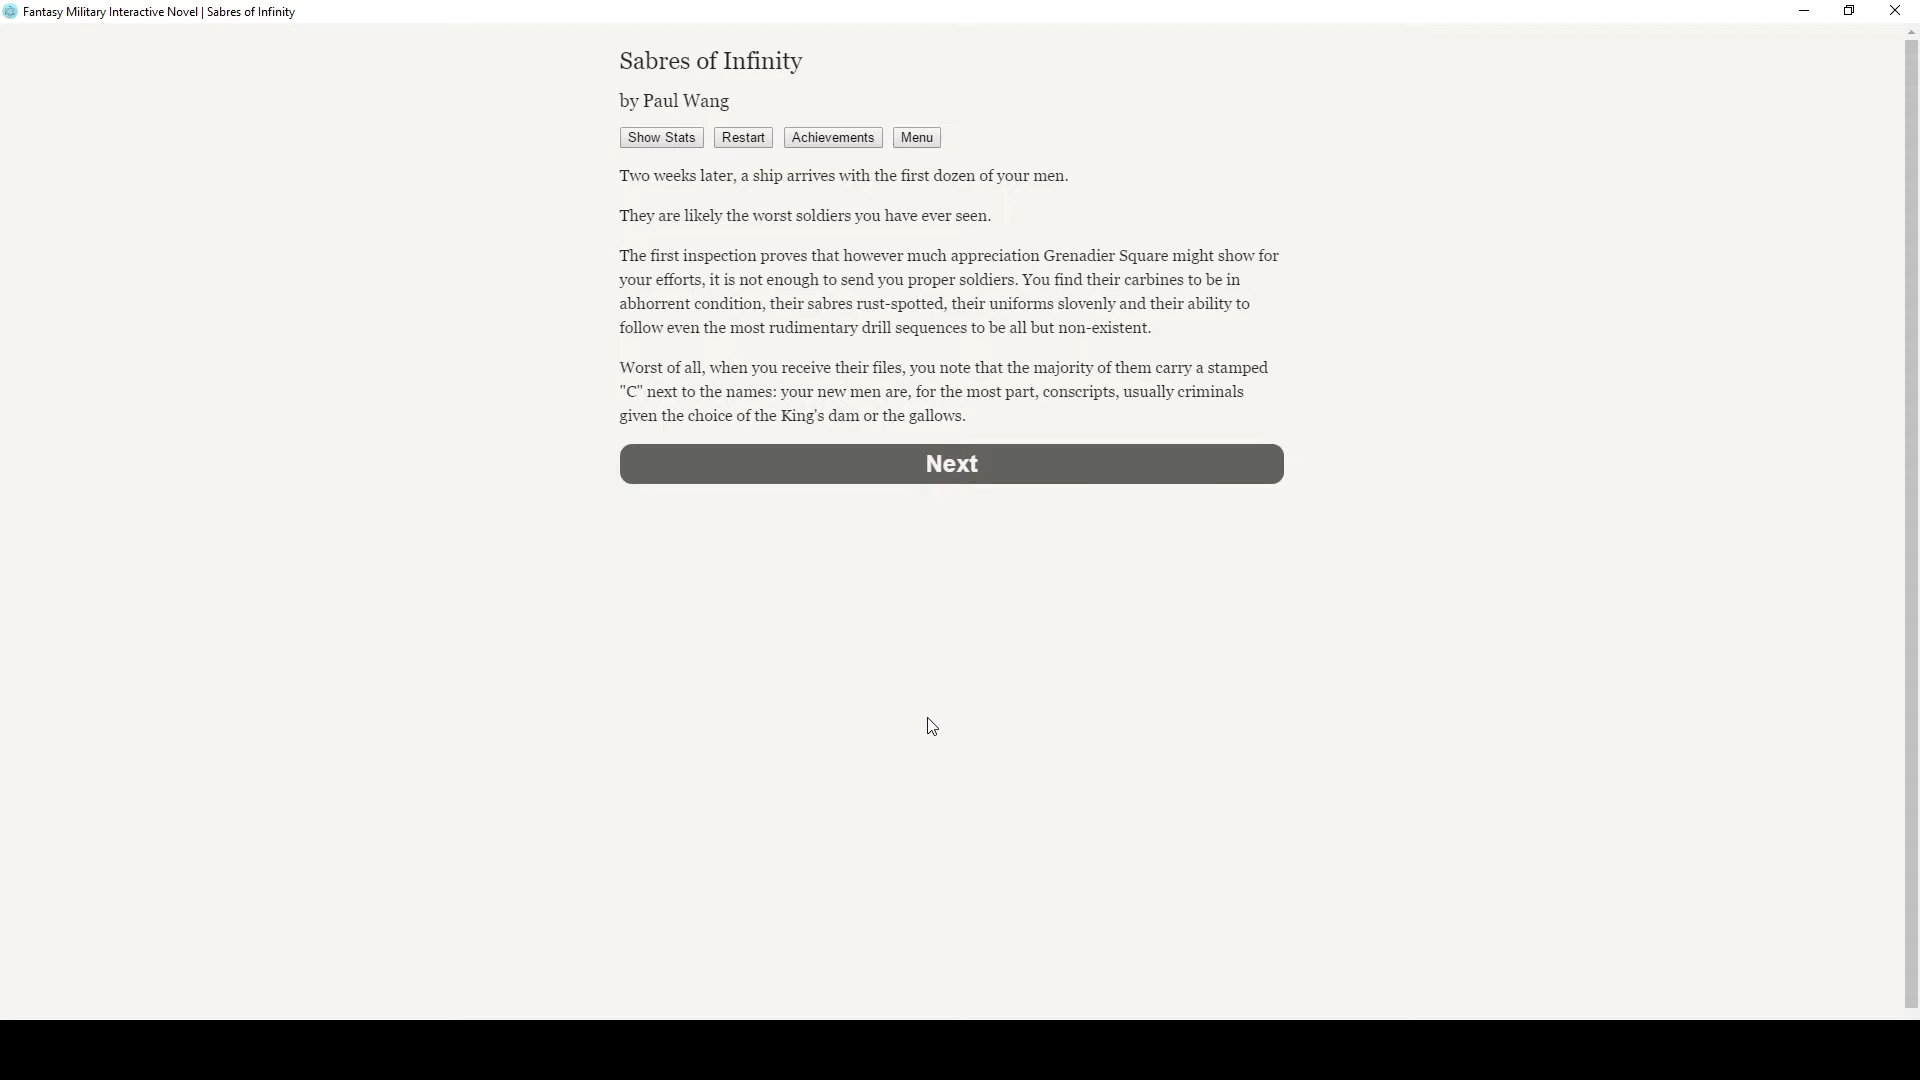 Fantasy Military Interactive Novel | Sabres of Infinity
Sabres of Infinity
by Paul Wang
Show Stats Restart Achievements Menu
Two weeks later, a ship arrives with the first dozen of your men.
They are likely the worst soldiers you have ever seen.
The first inspection proves that however much appreciation Grenadier Square might show for
your efforts, it is not enough to send you proper soldiers. You find their carbines to be in
abhorrent condition, their sabres rust-spotted, their uniforms slovenly and their ability to
follow even the most rudimentary drill sequences to be all but non-existent.
Worst of all, when you receive their files, you note that the majority of them carry a stamped
"C" next to the names: your new men are, for the most part, conscripts, usually criminals
given the choice of the King's dam or the gallows.
Next